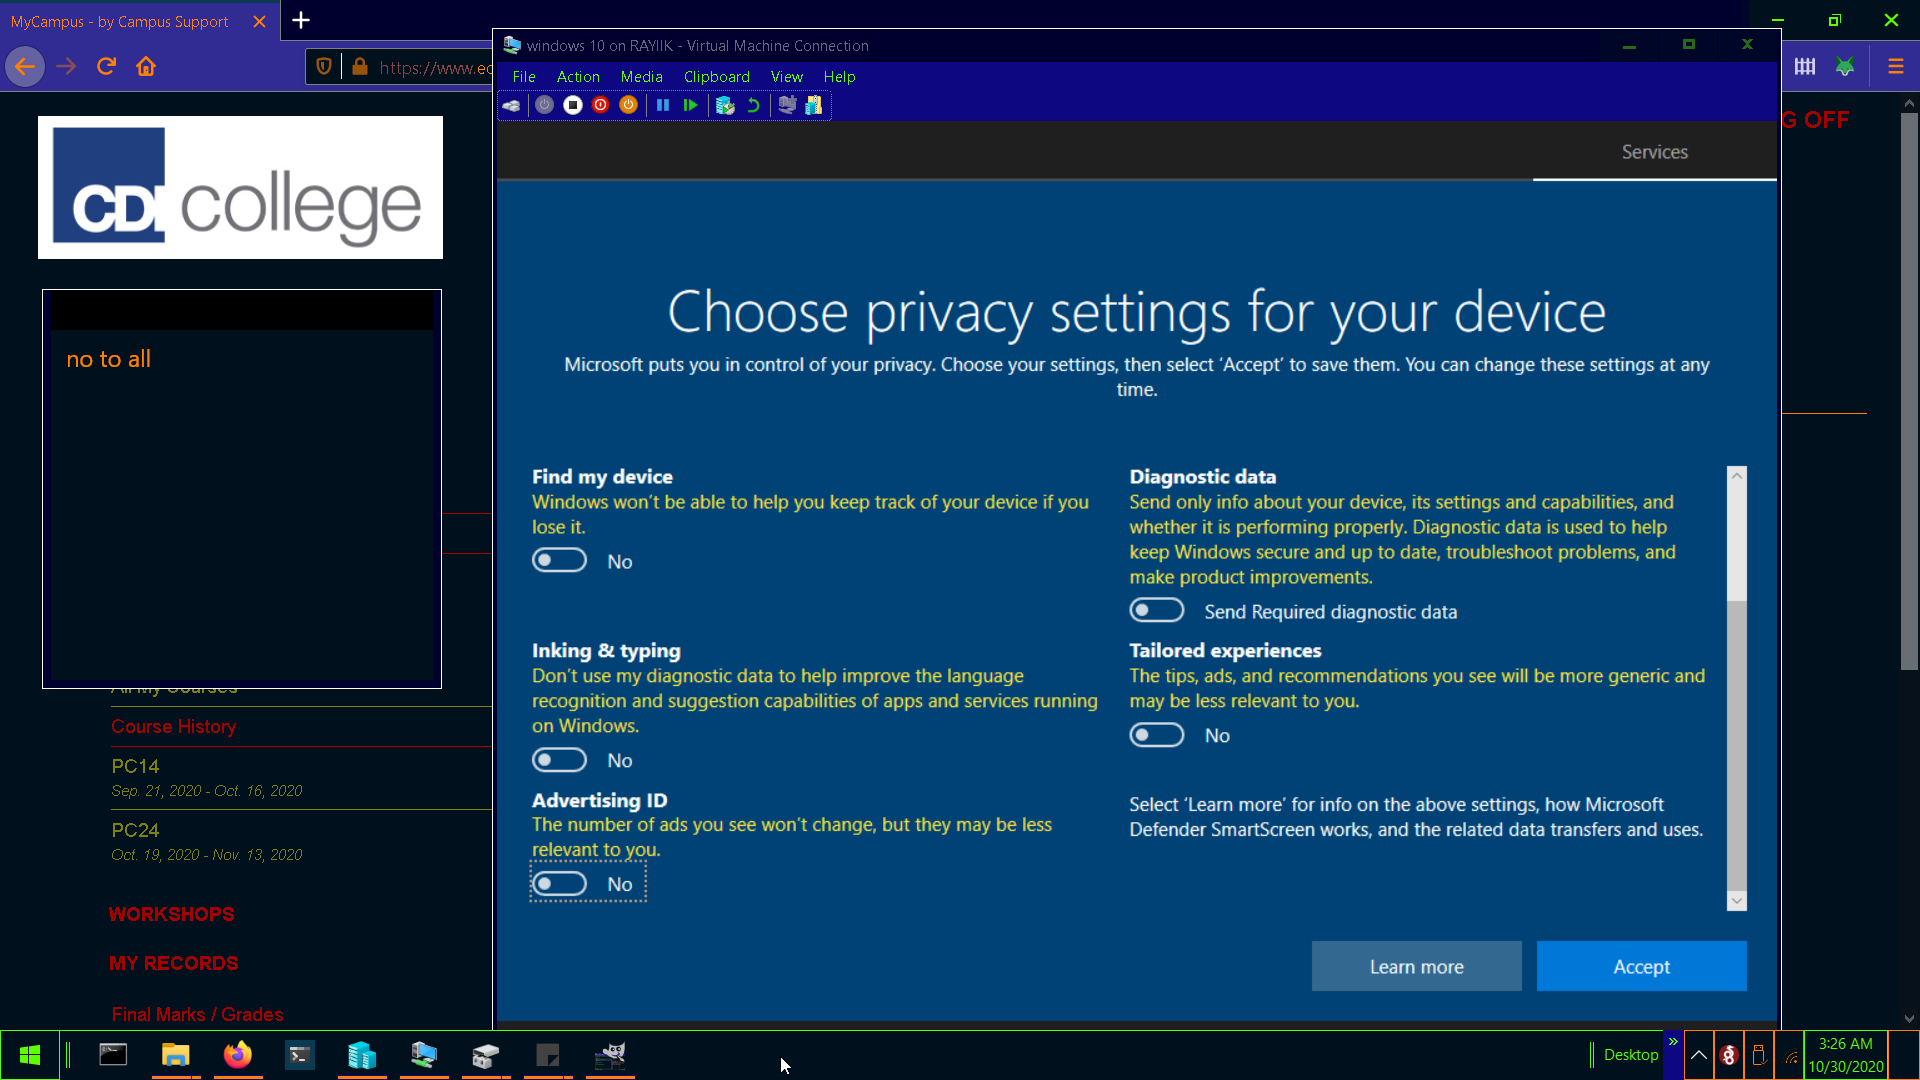 MyCampus - by Campus Support
https://www.ec
windows 10 on RAYIIK - Virtual Machine Connection
File Action Media Clipboard View Help
G OFF
Services
CDI college
no to all
Choose privacy settings for your device
Microsoft puts you in control of your privacy. Choose your settings, then select ‘Accept’ to save them. You can change these settings at any
time.
Find my device
Windows won’t be able to help you keep track of your device if you
lose it.
No
Diagnostic data
Send only info about your device, its settings and capabilities, and
whether it is performing properly. Diagnostic data is used to help
keep Windows secure and up to date, troubleshoot problems, and
make product improvements.
Send Required diagnostic data
Inking & typing
Don’t use my diagnostic data to help improve the language
recognition and suggestion capabilities of apps and services running
on Windows.
No
Tailored experiences
The tips, ads, and recommendations you see will be more generic and
may be less relevant to you.
No
Advertising ID
The number of ads you see won’t change, but they may be less
relevant to you.
No
Select ‘Learn more’ for info on the above settings, how Microsoft
Defender SmartScreen works, and the related data transfers and uses.
Learn more
Accept
All My Courses
Course History
PC14
Sep. 21, 2020 - Oct. 16, 2020
PC24
Oct. 19, 2020 - Nov. 13, 2020
WORKSHOPS
MY RECORDS
Final Marks / Grades
Desktop
3:26 AM
10/30/2020